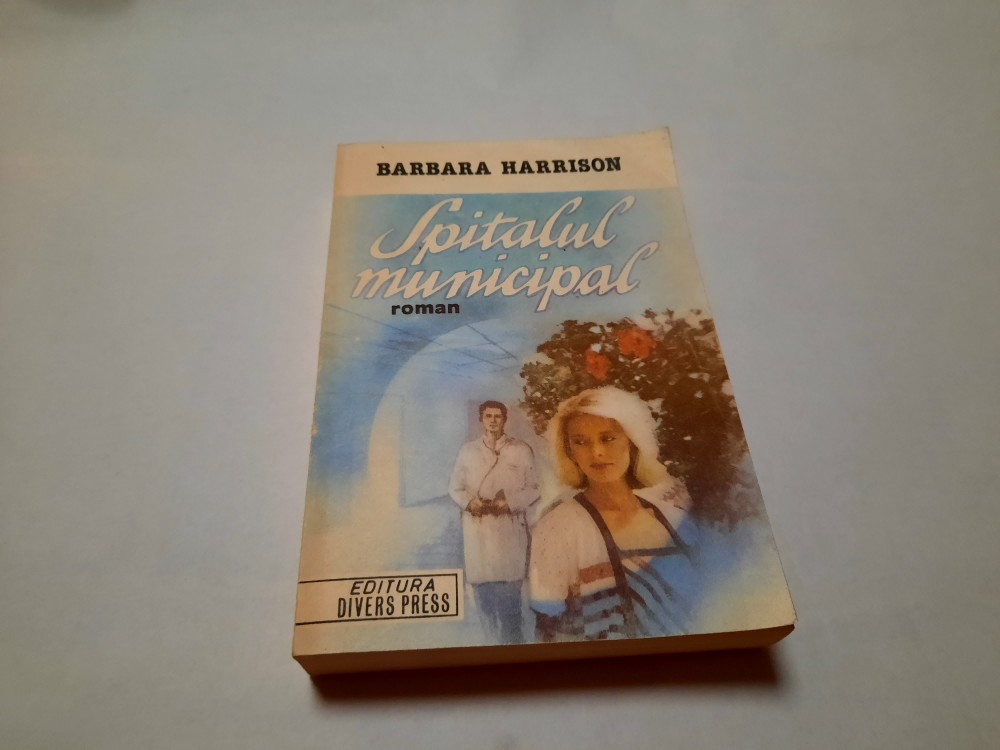 BARBARA HARRISON
Spitalul
municipal
roman
EDITURA
DIVERS PRESS